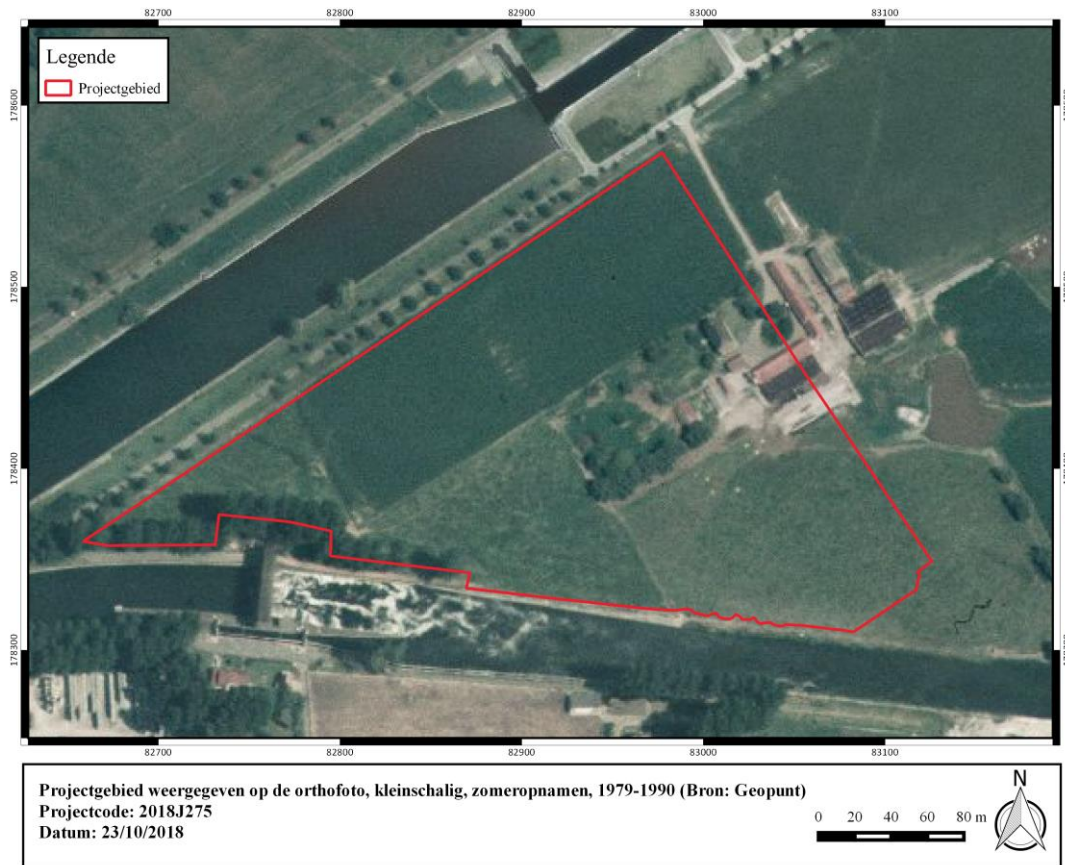 82700 82800 82900 83000 83100
Legende
Projectgebied
178600
178500
178400
178300
82700 82800 82900 83000 83100
Projectgebied weergegeven op de orthofoto, kleinschalig, zomeropnamen, 1979-1990 (Bron: Geopunt)
Projectcode: 2018J275
Datum: 23/10/2018
0 20 40 60 80 m
N